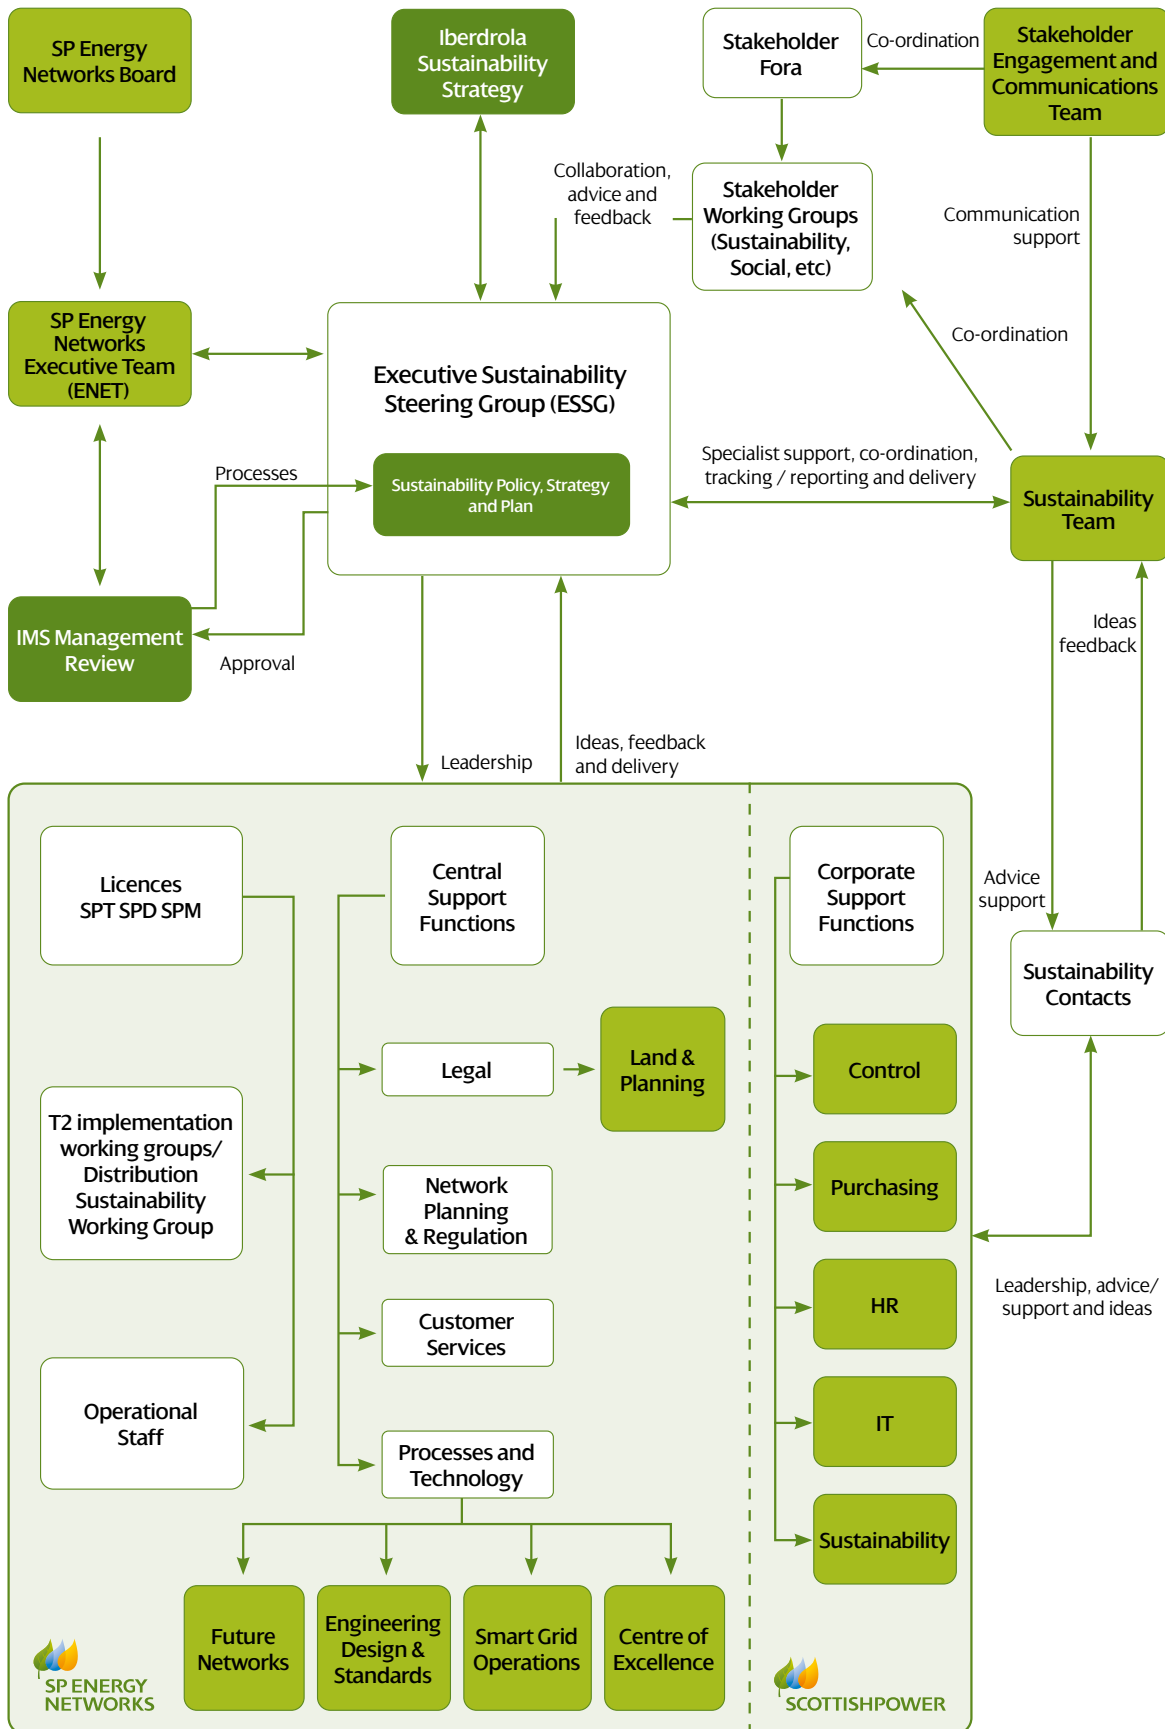 SP Energy
Networks Board
Iberdrola
Sustainability
Strategy
Stakeholder
Fora
Co-ordination
Stakeholder
Engagement and
Communications
Team
Collaboration,
advice and
feedback
Stakeholder
Working Groups
(Sustainability,
Social, etc)
Communication
support
SP Energy
Networks
Executive Team
(ENET)
Co-ordination
Executive Sustainability
Steering Group (ESSG)
Processes
Sustainability Policy, Strategy
and Plan
Specialist support, co-ordination,
tracking / reporting and delivery
Sustainability
Team
IMS Management
Review
Approval
Ideas
feedback
Leadership
Ideas, feedback
and delivery
Licences
SPT SPD SPM
Central
Support
Functions
Corporate
Support
Functions
Advice
support
Sustainability
Contacts
Legal
Land &
Planning
Control
T2 implementation
working groups/
Distribution
Sustainability
Working Group
Network
Planning
& Regulation
Purchasing
Leadership, advice/
support and ideas
Customer
Services
HR
Operational
Staff
IT
Processes and
Technology
Sustainability
Future
Networks
Engineering
Design &
Standards
Smart Grid
Operations
Centre of
Excellence
SP ENERGY
NETWORKS
SCOTTISHPOWER